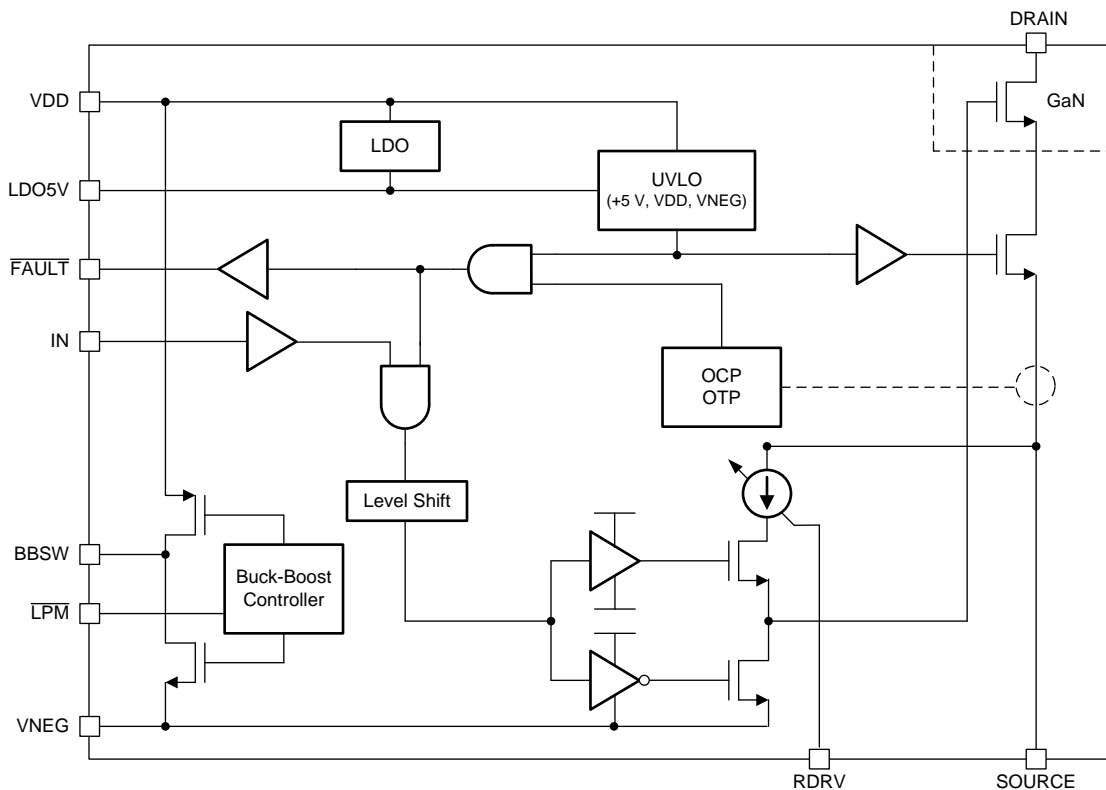 DRAIN
VDD
GaN
LDO
UVLO
(+5 V, VDD, VNEG)
LDO5V
FAULT
IN
OCP
OTP
Level Shift
BBSW
Buck-Boost
Controller
LPM
VNEG
RDRV
SOURCE